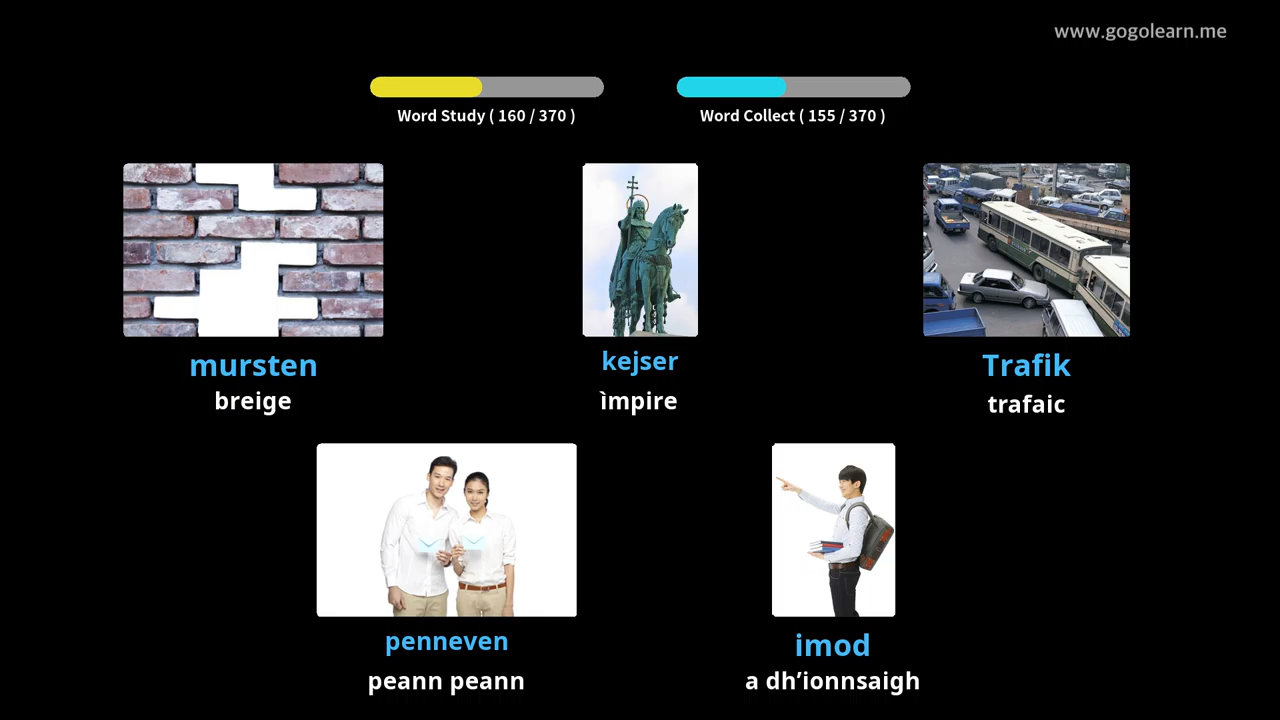 www.gogolearn.me
Word Study ( 160 / 370 )
Word Collect ( 155 / 370 )
mursten
breige
kejser
ìmpire
Trafik
trafaic
penneven
peann peann
imod
a dh’ionnsaigh